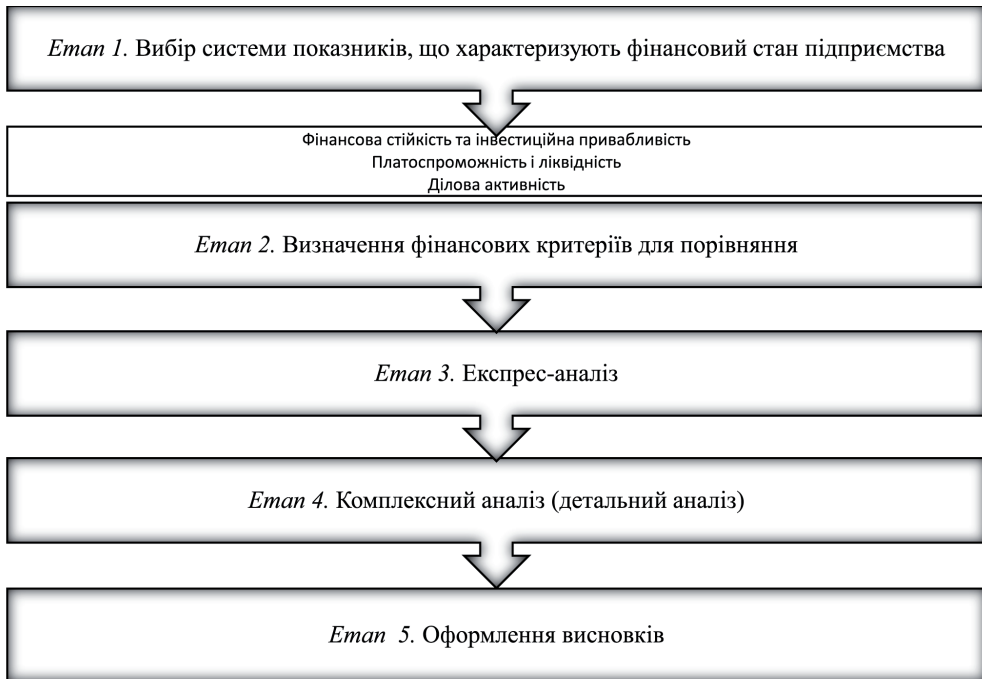 Етап 1. Вибір системи показників, що характеризують фінансовий стан підприємства
Фінансова стійкість та інвестиційна привабливість
Платоспроможність і ліквідність
Ділова активність
Етап 2. Визначення фінансових критеріїв для порівняння
Етап 3. Експрес-аналіз
Етап 4. Комплексний аналіз (детальний аналіз)
Етап  5. Оформлення висновків